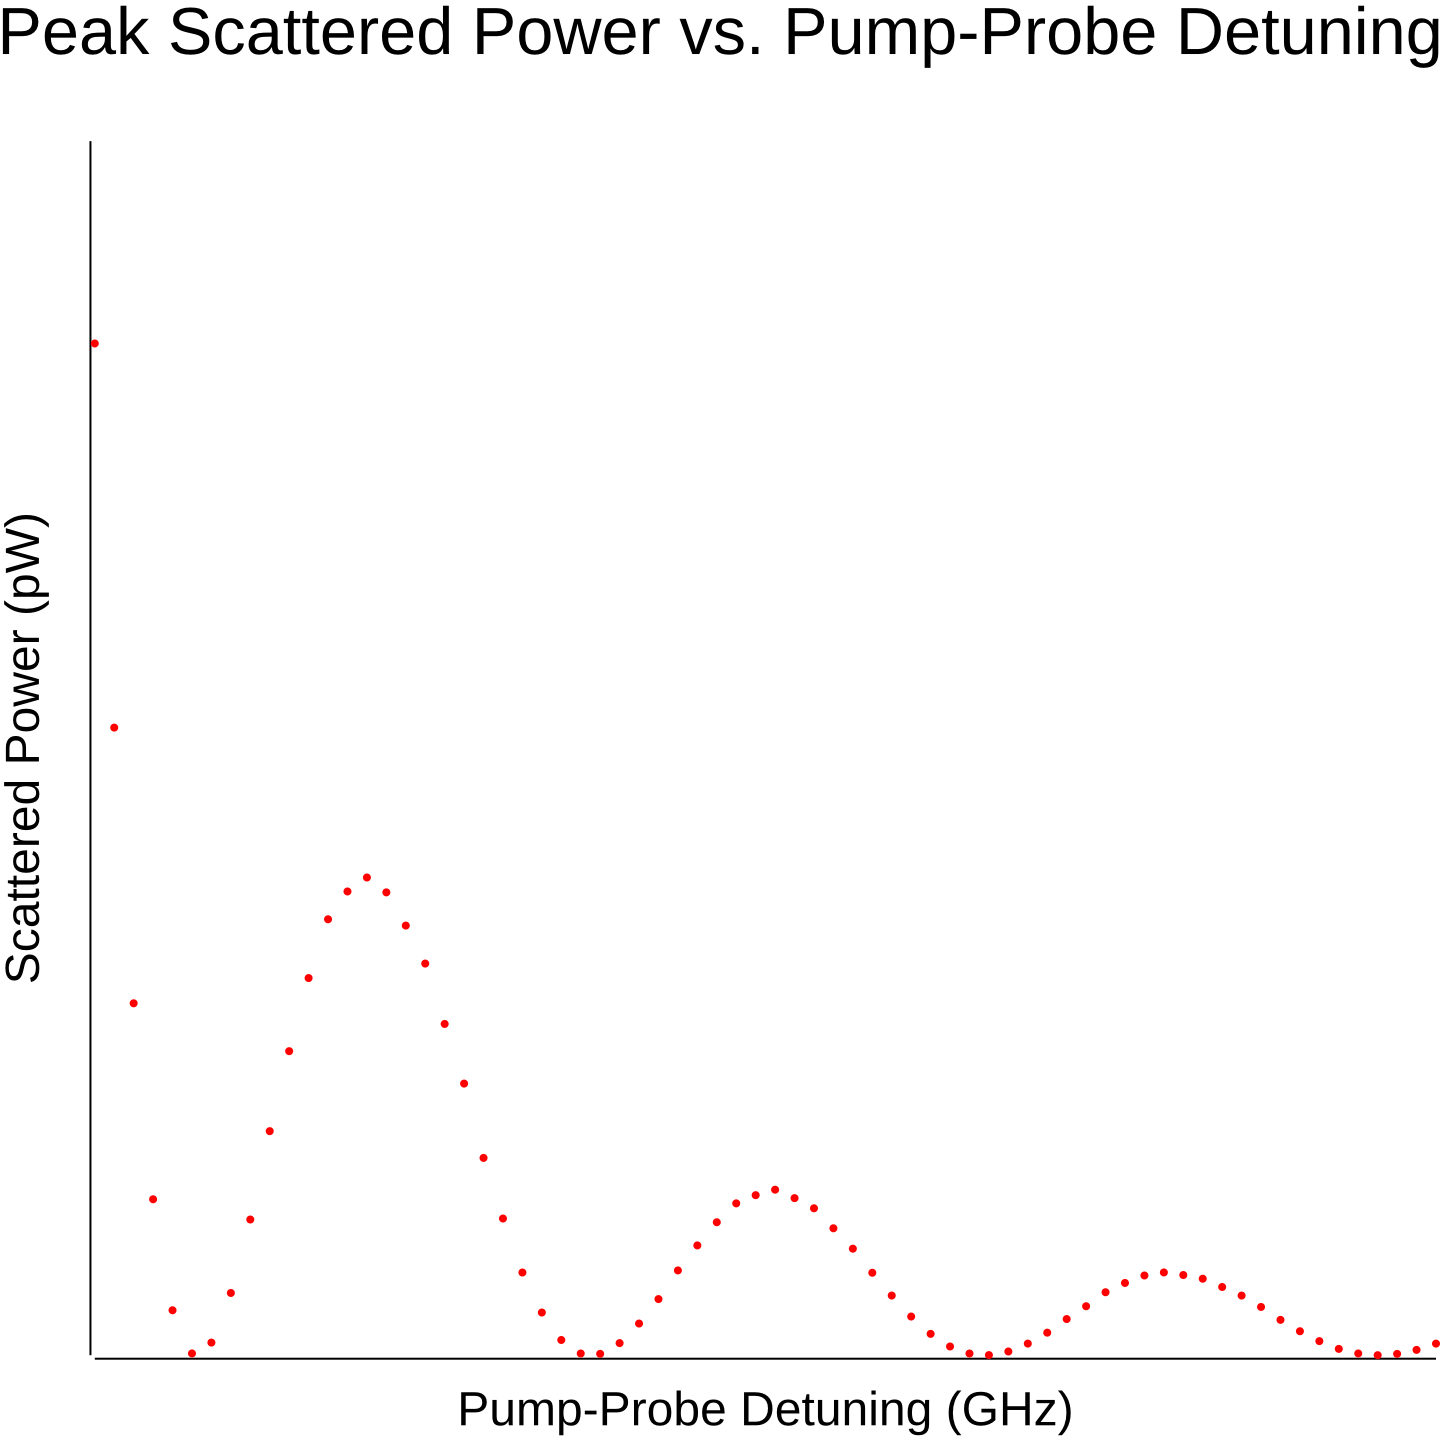 Peak Scattered Power vs. Pump-Probe Detuning
Scattered Power (pW)
Pump-Probe Detuning (GHz)